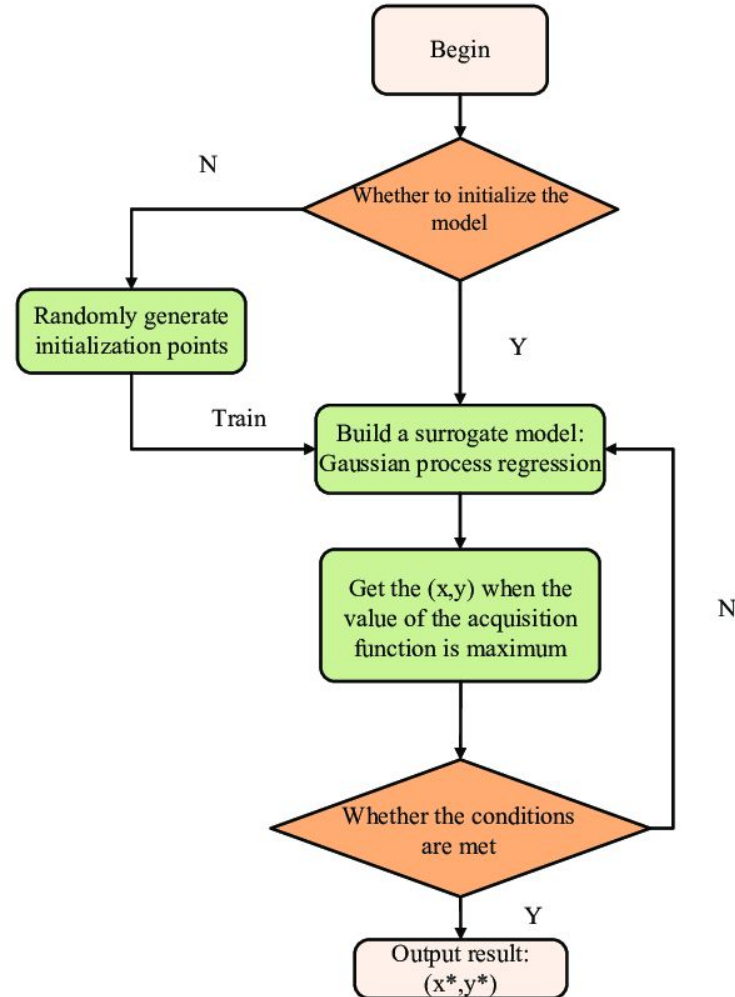 Begin
N
Whether to initialize the
model
Randomly generate
initialization points
Y
Train
Build a surrogate model:
Gaussian process regression
Get the (x,y) when the
value of the acquisition
function is maximum
N
Whether the conditions
are met
Y
Output result:
(x*,y*)